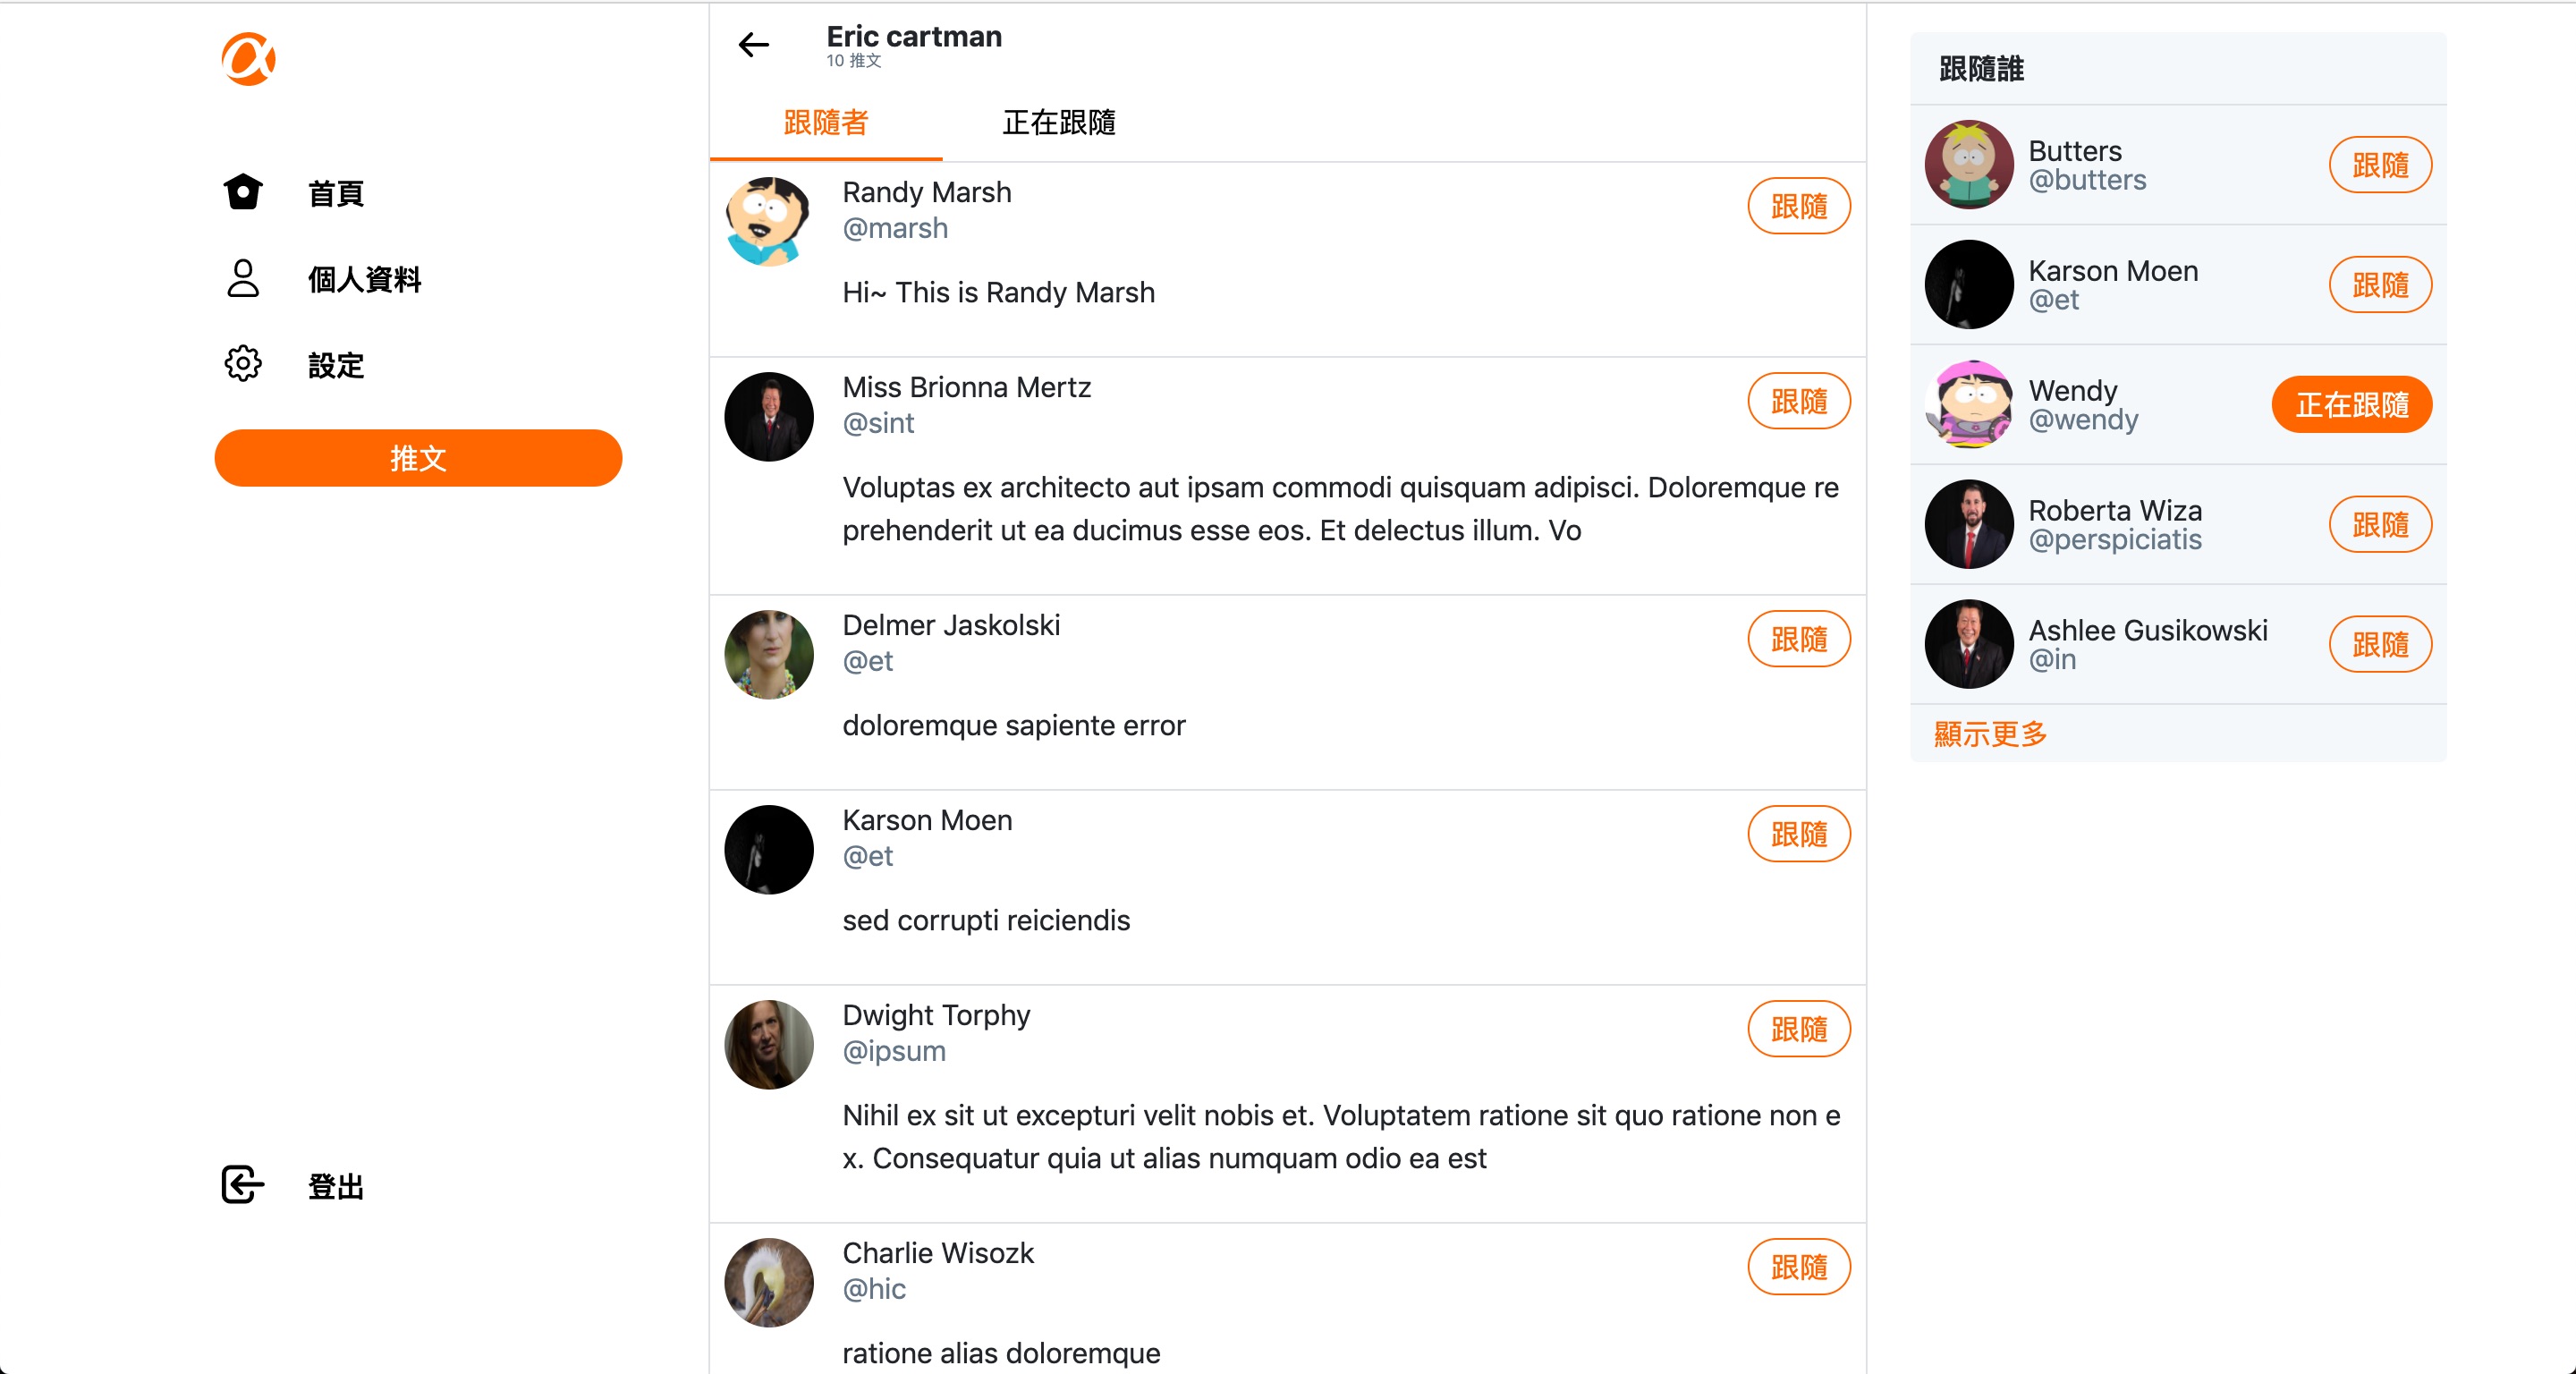 首頁
個人資料
設定
推文
登出
Eric cartman
10 推文
跟隨者
正在跟隨
Randy Marsh
@marsh
跟隨
Hi~ This is Randy Marsh
Miss Brionna Mertz
@sint
跟隨
Voluptas ex architecto aut ipsam commodi quisquam adipisci. Doloremque re
prehenderit ut ea ducimus esse eos. Et delectus illum. Vo
Delmer Jaskolski
@et
跟隨
doloremque sapiente error
Karson Moen
@et
跟隨
sed corrupti reiciendis
Dwight Torphy
@ipsum
跟隨
Nihil ex sit ut excepturi velit nobis et. Voluptatem ratione sit quo ratione non e
x. Consequatur quia ut alias numquam odio ea est
Charlie Wisozk
@hic
跟隨
ratione alias doloremque
跟隨誰
Butters
@butters
跟隨
Karson Moen
@et
跟隨
Wendy
@wendy
正在跟隨
Roberta Wiza
@perspiciatis
跟隨
Ashlee Gusikowski
@in
跟隨
顯示更多